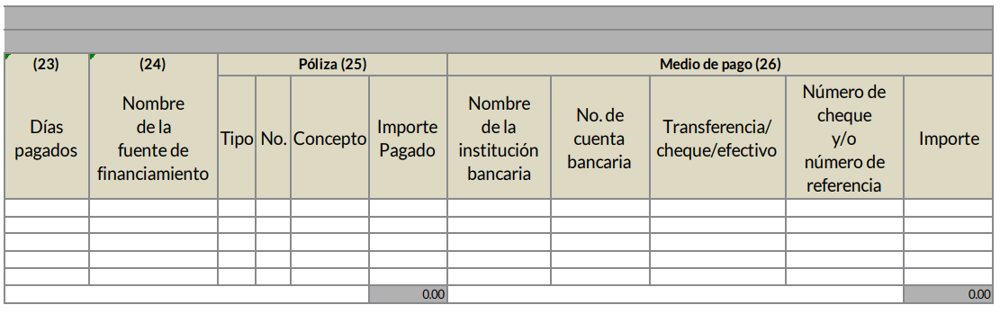 (23)
(24)
Póliza (25)
Medio de pago (26)
Días
pagados
Nombre
de la
fuente de
financiamiento
Tipo
No.
Concepto
Importe
Pagado
Nombre
de la
institución
bancaria
No. de
cuenta
bancaria
Transferencia/
cheque/efectivo
Número de
cheque
y/o
número de
referencia
Importe
0.00
0.00